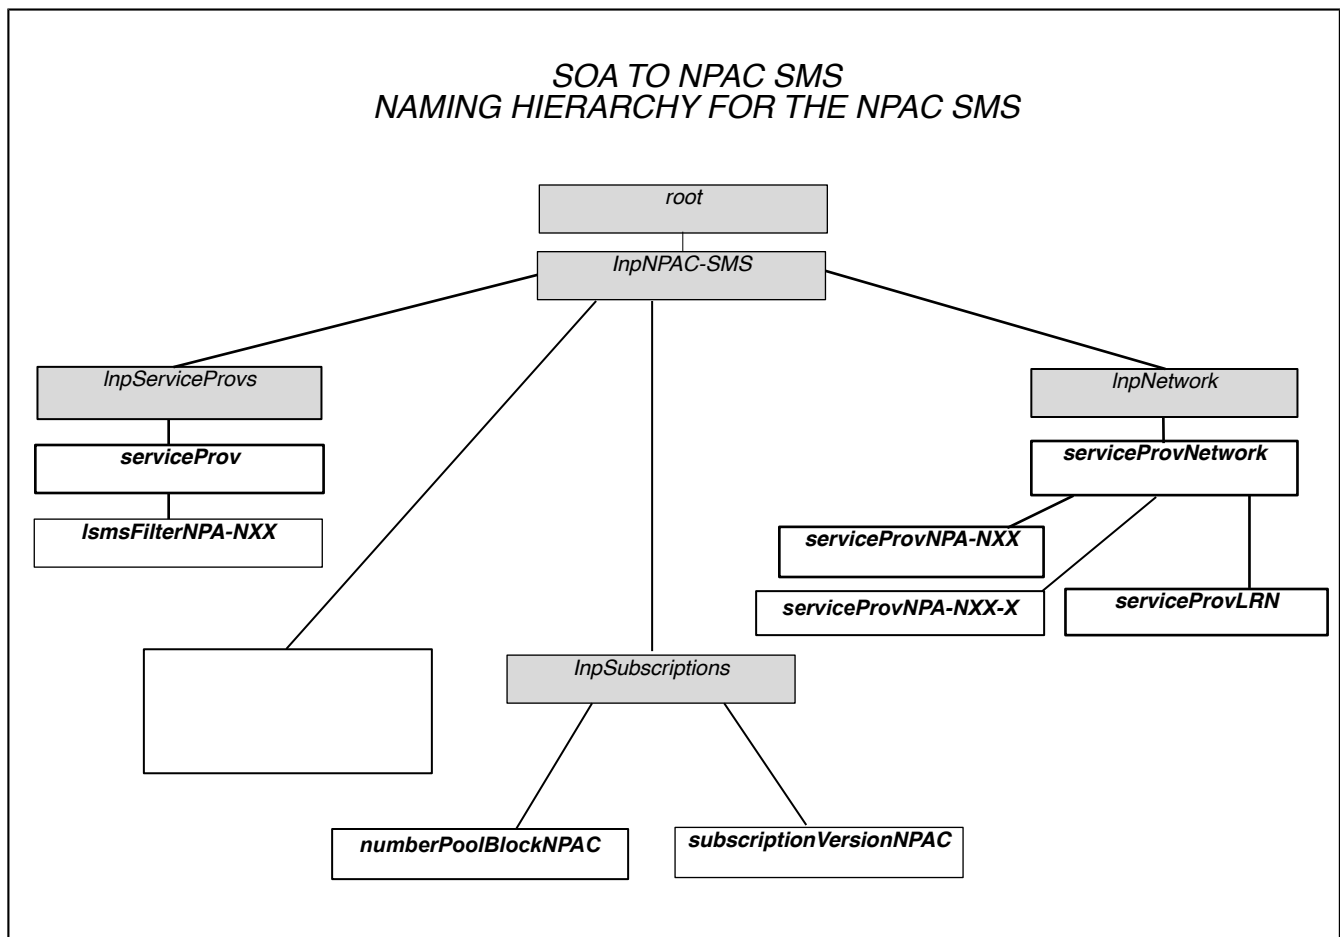 SOA TO NPAC SMS
NAMING HIERARCHY FOR THE NPAC SMS
root
lnpNPAC-SMS
lnpServiceProvs
lnpNetwork
serviceProv
serviceProvNetwork
lsmsFilterNPA-NXX
serviceProvNPA-NXX
serviceProvNPA-NXX-X
serviceProvLRN
lnpSubscriptions
numberPoolBlockNPAC
subscriptionVersionNPAC